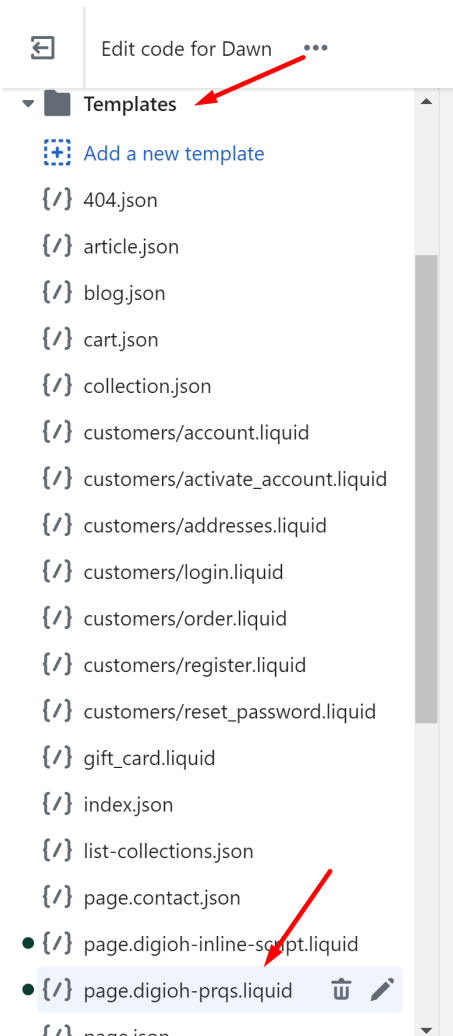 Edit code for Dawn
Templates
Add a new template
404.json
article.json
blog.json
cart.json
collection.json
customers/account.liquid
customers/activate_account.liquid
customers/addresses.liquid
customers/login.liquid
customers/order.liquid
customers/register.liquid
customers/reset_password.liquid
gift_card.liquid
index.json
list-collections.json
page.contact.json
page.digioh-inline-script.liquid
page.digioh-prqs.liquid
page.json